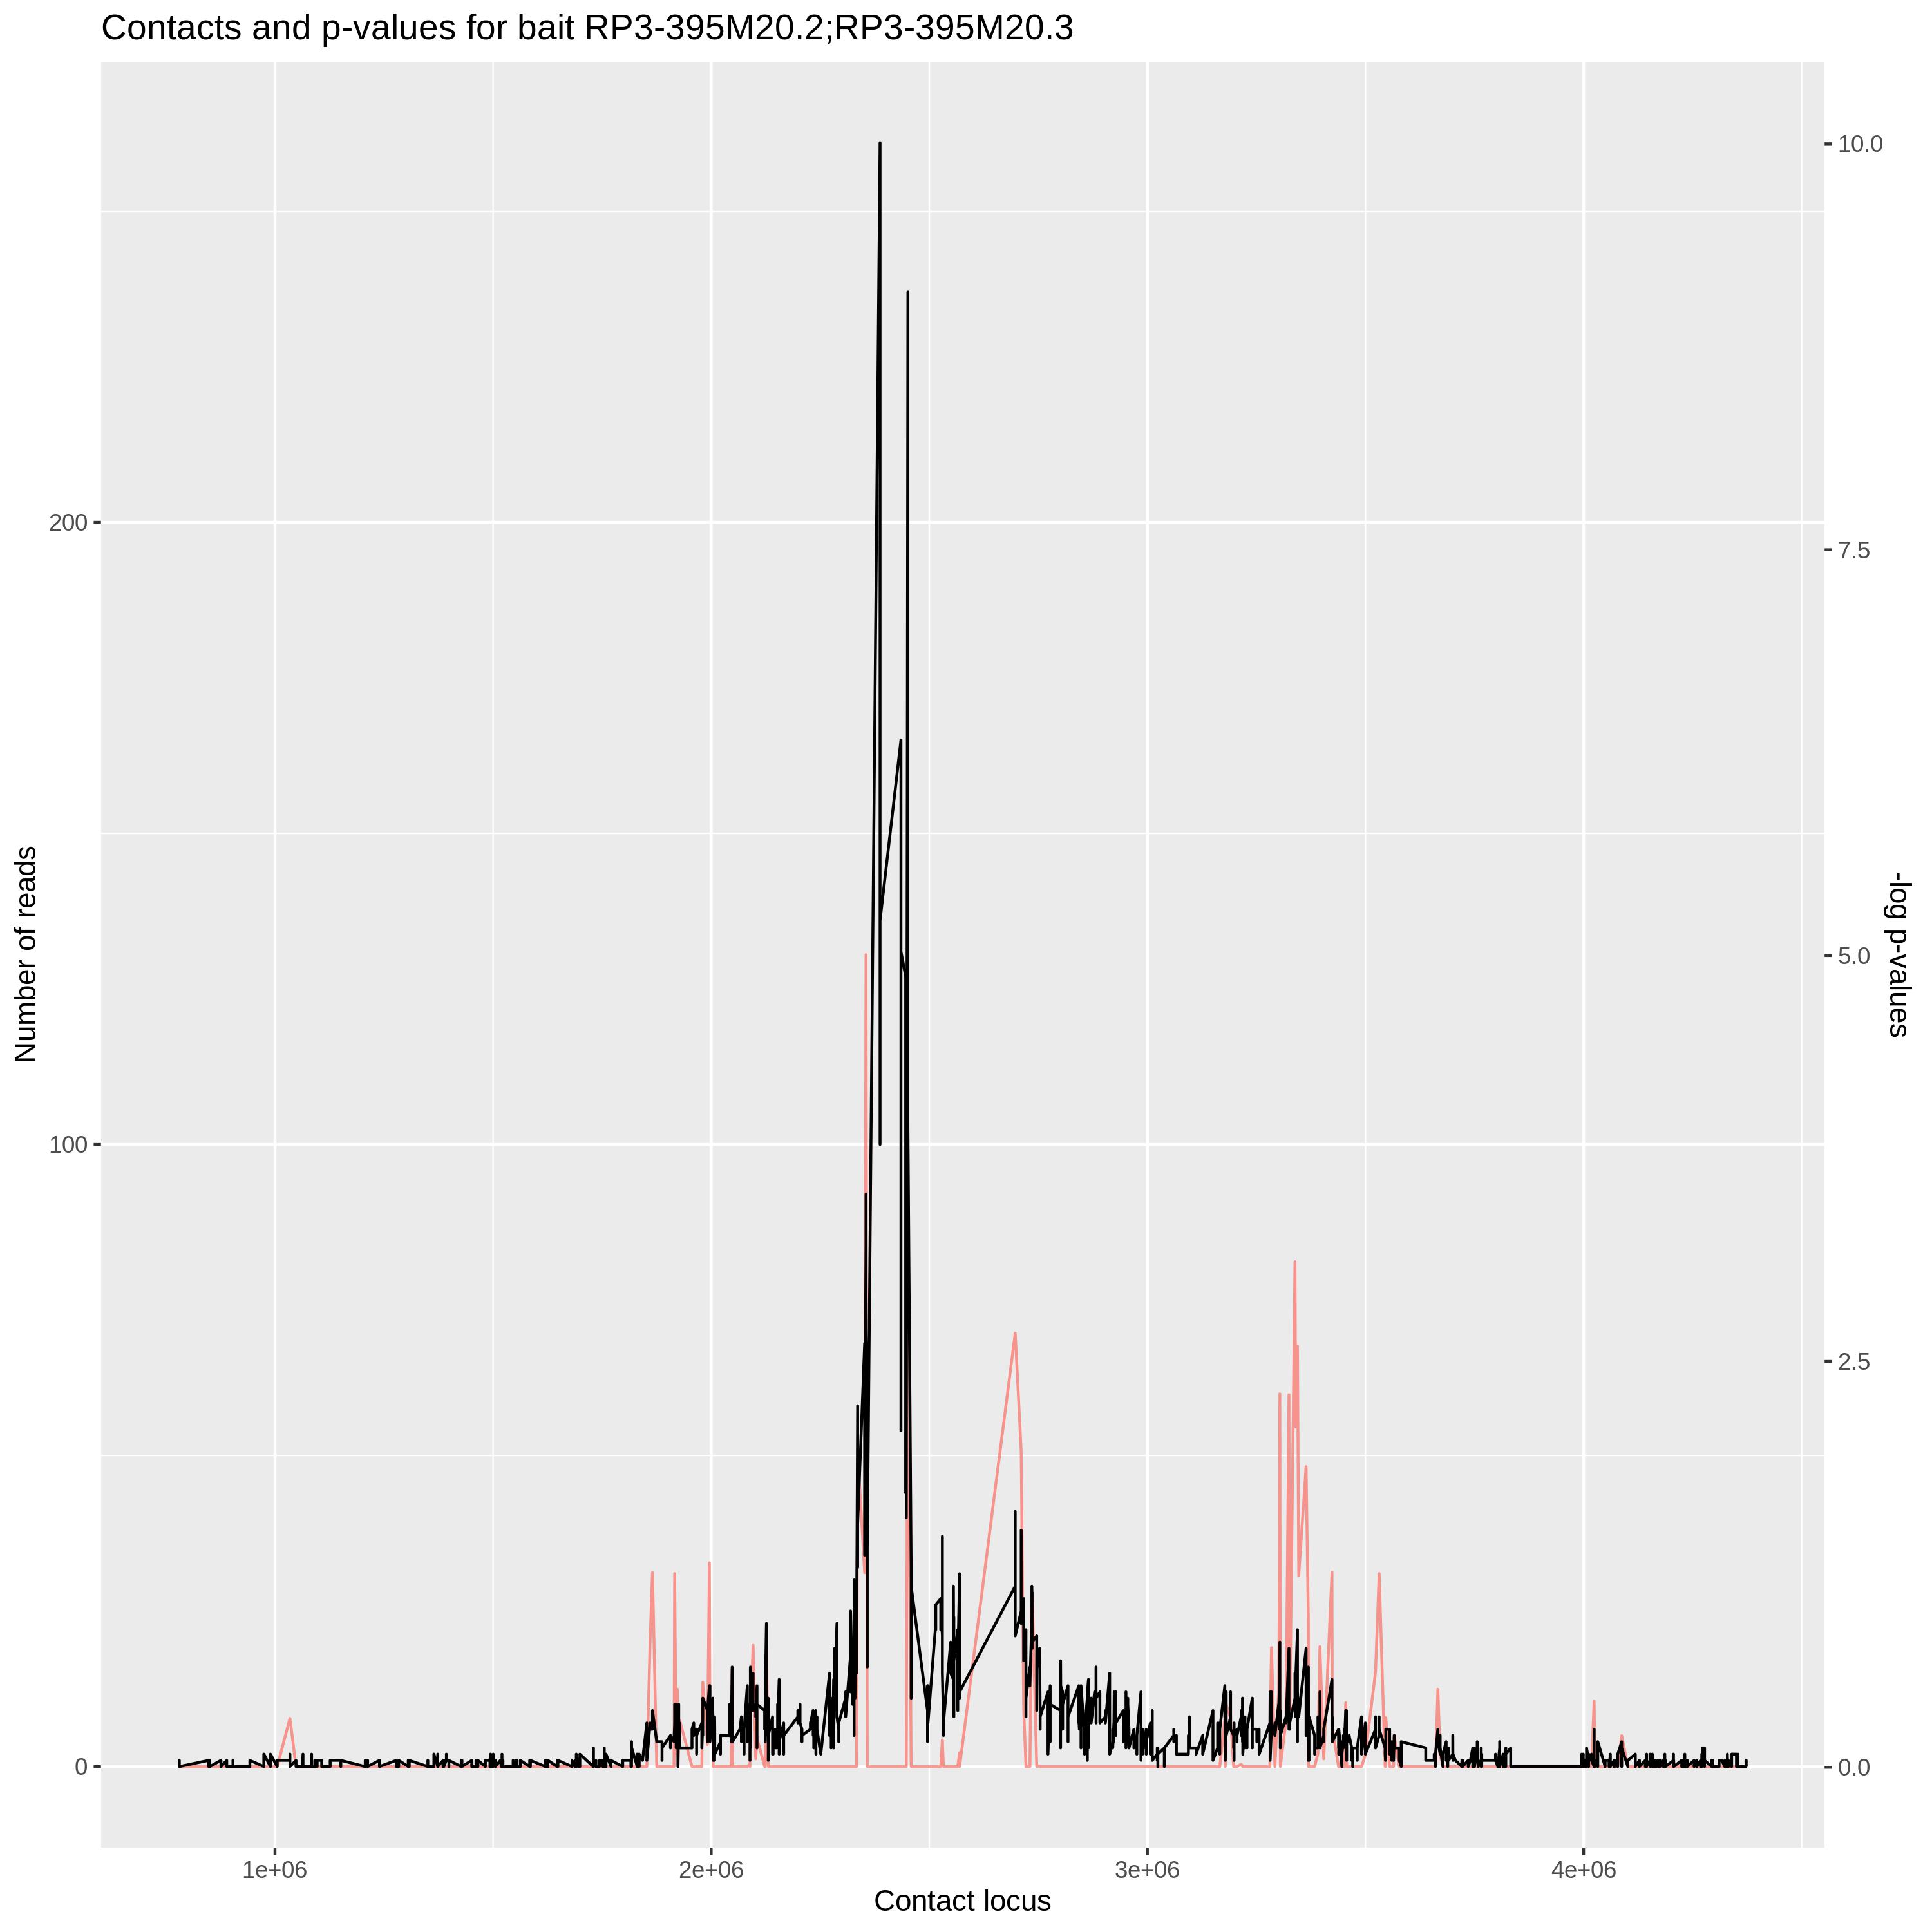 Contacts and p-values for bait RP3-395M20.2;RP3-395M20.3
Number of reads
200
100
0
10.0
7.5
5.0
2.5
0.0
-log p-values
1e+06 2e+06 3e+06 4e+06
Contact locus